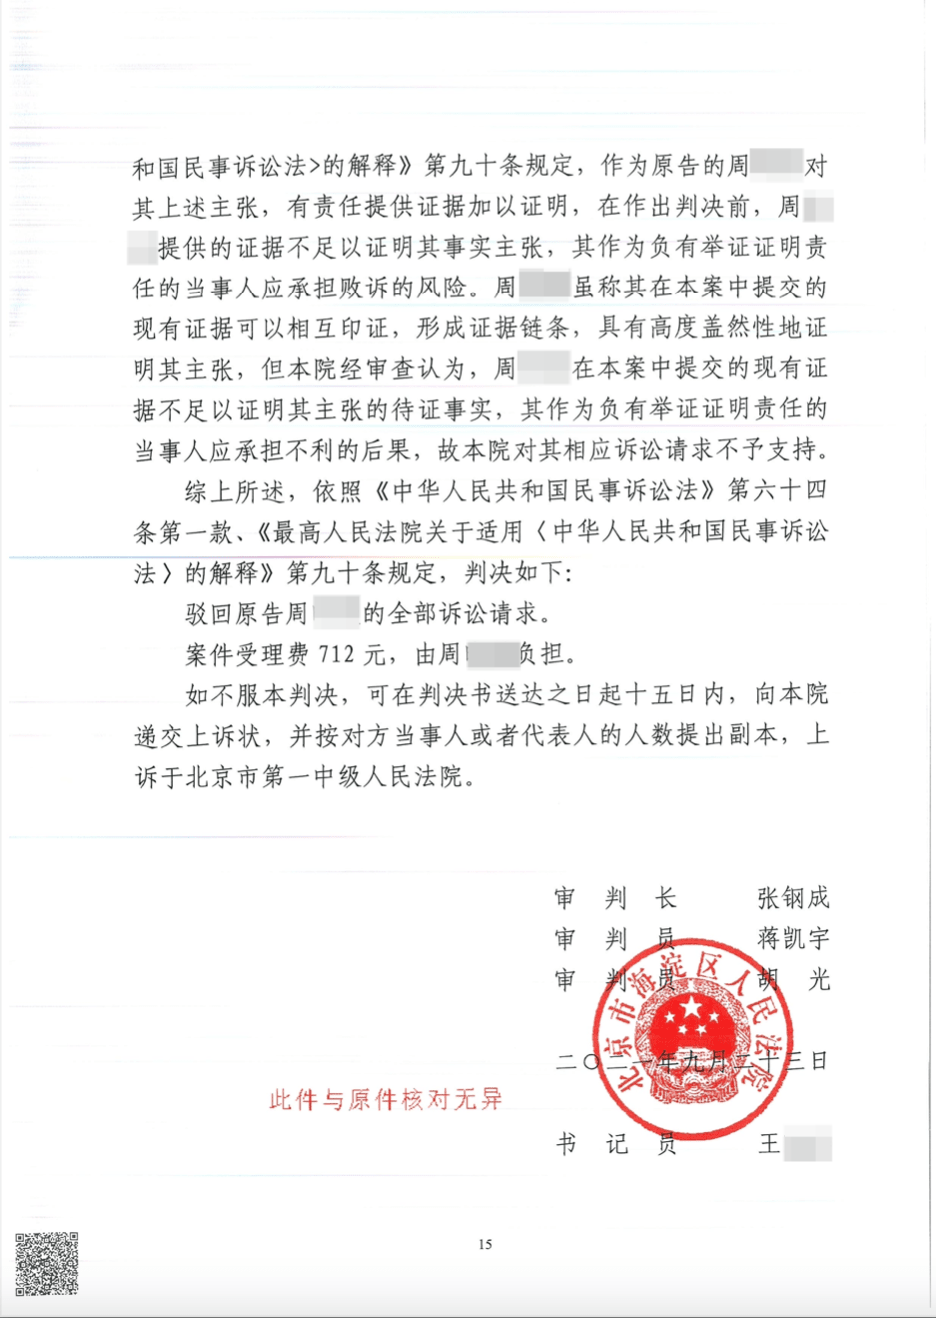 和国民事诉讼法>的解释》第九十条规定，作为原告的周 对
其上述主张，有责任提供证据加以证明，在作出判决前，周
提供的证据不足以证明其事实主张，其作为负有举证证明责
任的当事人应承担败诉的风险。周 虽称其在本案中提交的
现有证据可以相互印证，形成证据链条，具有高度盖然性地证
明其主张，但本院经审查认为，周 在本案中提交的现有证
据不足以证明其主张的待证事实，其作为负有举证证明责任的
当事人应承担不利的后果，故本院对其相应诉讼请求不予支持。
综上所述，依照《中华人民共和国民事诉讼法》第六十四
条第一款、《最高人民法院关于适用〈中华人民共和国民事诉讼
法〉的解释》第九十条规定，判决如下：
驳回原告周 的全部诉讼请求。
案件受理费 712 元，由周 负担。
如不服本判决，可在判决书送达之日起十五日内，向本院
递交上诉状，并按对方当事人或者代表人的人数提出副本，上
诉于北京市第一中级人民法院。
审 判 长 张钢成
审 判 员 蒋凯宇
审 判 员 胡 光
北京市海淀区人民法院
二〇二一年九月二十三日
此件与原件核对无异
书 记 员 王
15